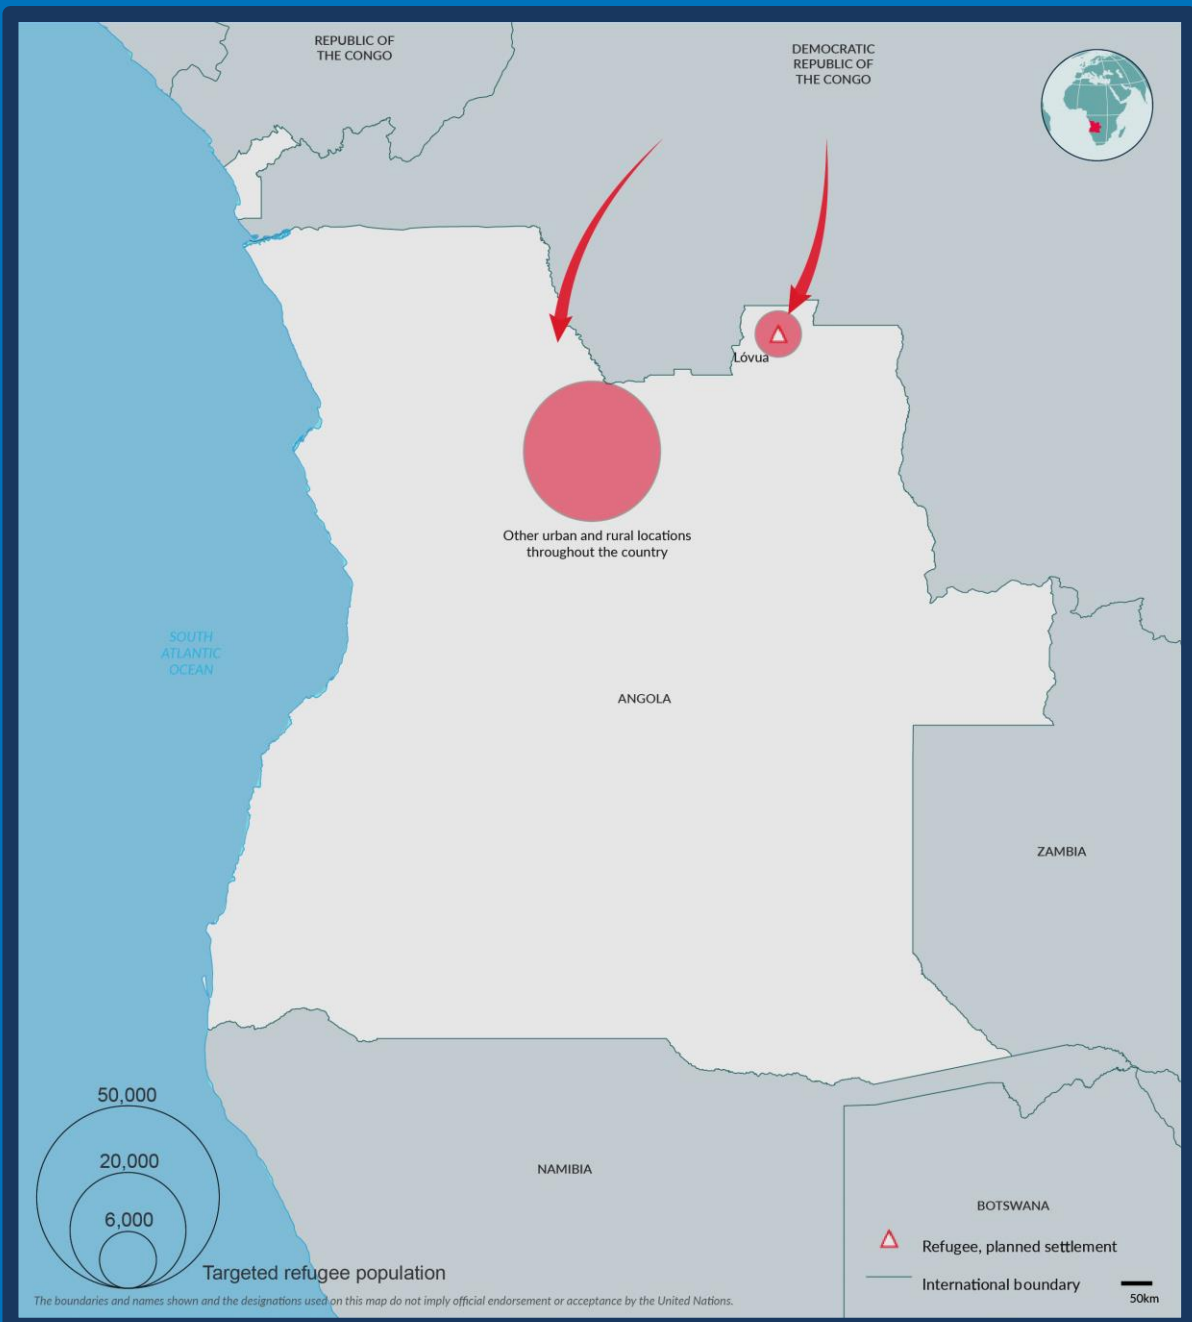 REPUBLIC OF
THE CONGO
DEMOCRATIC
REPUBLIC OF
THE CONGO
Lóvua
Other urban and rural locations
throughout the country
SOUTH
ATLANTIC
OCEAN
ANGOLA
ZAMBIA
50,000
20,000
6,000
NAMIBIA
BOTSWANA
Refugee, planned settlement
Targeted refugee population
International boundary
50km
The boundaries and names shown and the designations used on this map do not imply official endorsement or acceptance by the United Nations.